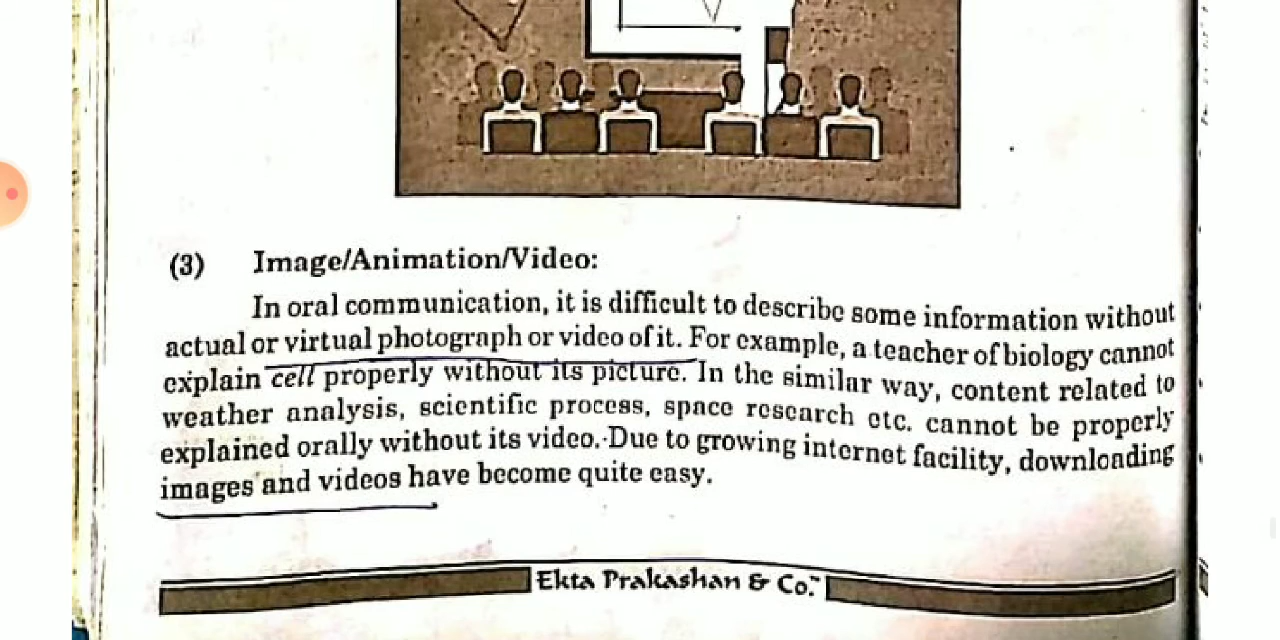 (3) Image/Animation/Video:
In oral communication, it is difficult to describe some information without
actual or virtual photograph or video of it. For example, a teacher of biology cannot
explain cell properly without its picture. In the similar way, content related to
weather analysis, scientific process, space research etc. cannot be properly
explained orally without its video. Due to growing internet facility, downloading
images and videos have become quite easy.
Ekta Prakashan & Co.